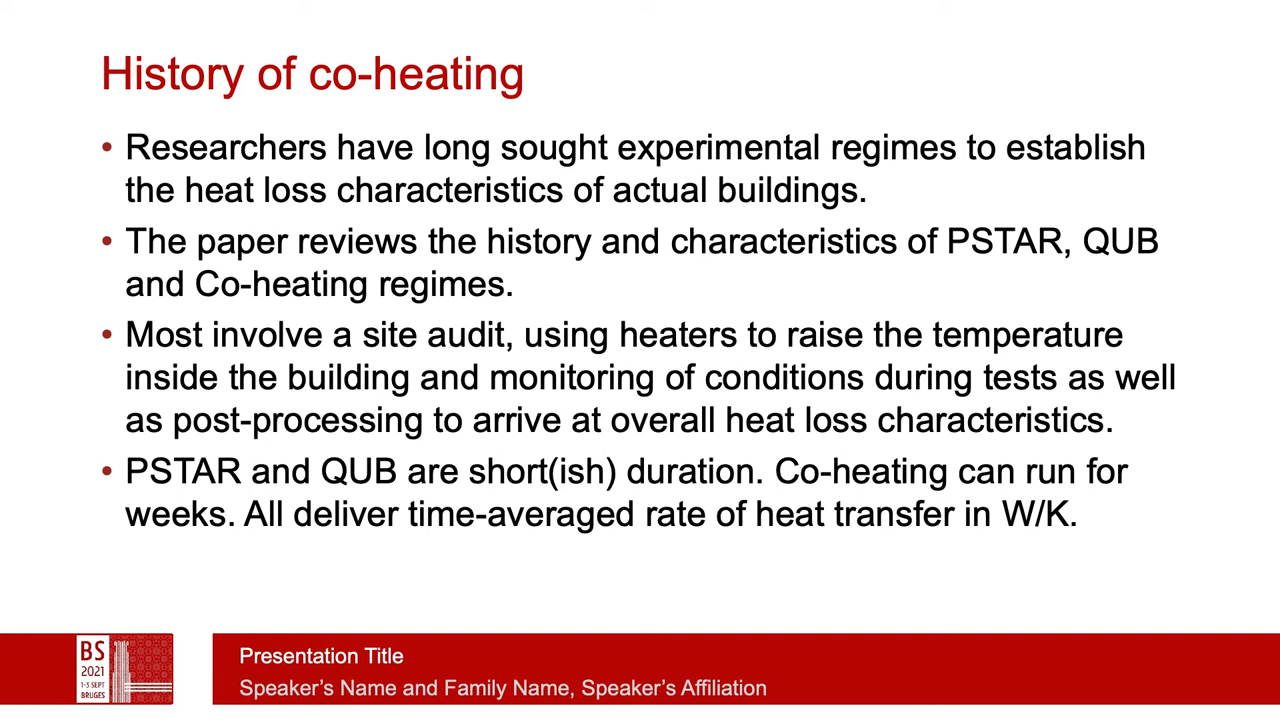 History of co-heating
• Researchers have long sought experimental regimes to establish
the heat loss characteristics of actual buildings.
• The paper reviews the history and characteristics of PSTAR, QUB
and Co-heating regimes.
• Most involve a site audit, using heaters to raise the temperature
inside the building and monitoring of conditions during tests as well
as post-processing to arrive at overall heat loss characteristics.
• PSTAR and QUB are short(ish) duration. Co-heating can run for
weeks. All deliver time-averaged rate of heat transfer in W/K.
BS
2021
1-3 SEPT
BRUGES
Presentation Title
Speaker’s Name and Family Name, Speaker’s Affiliation